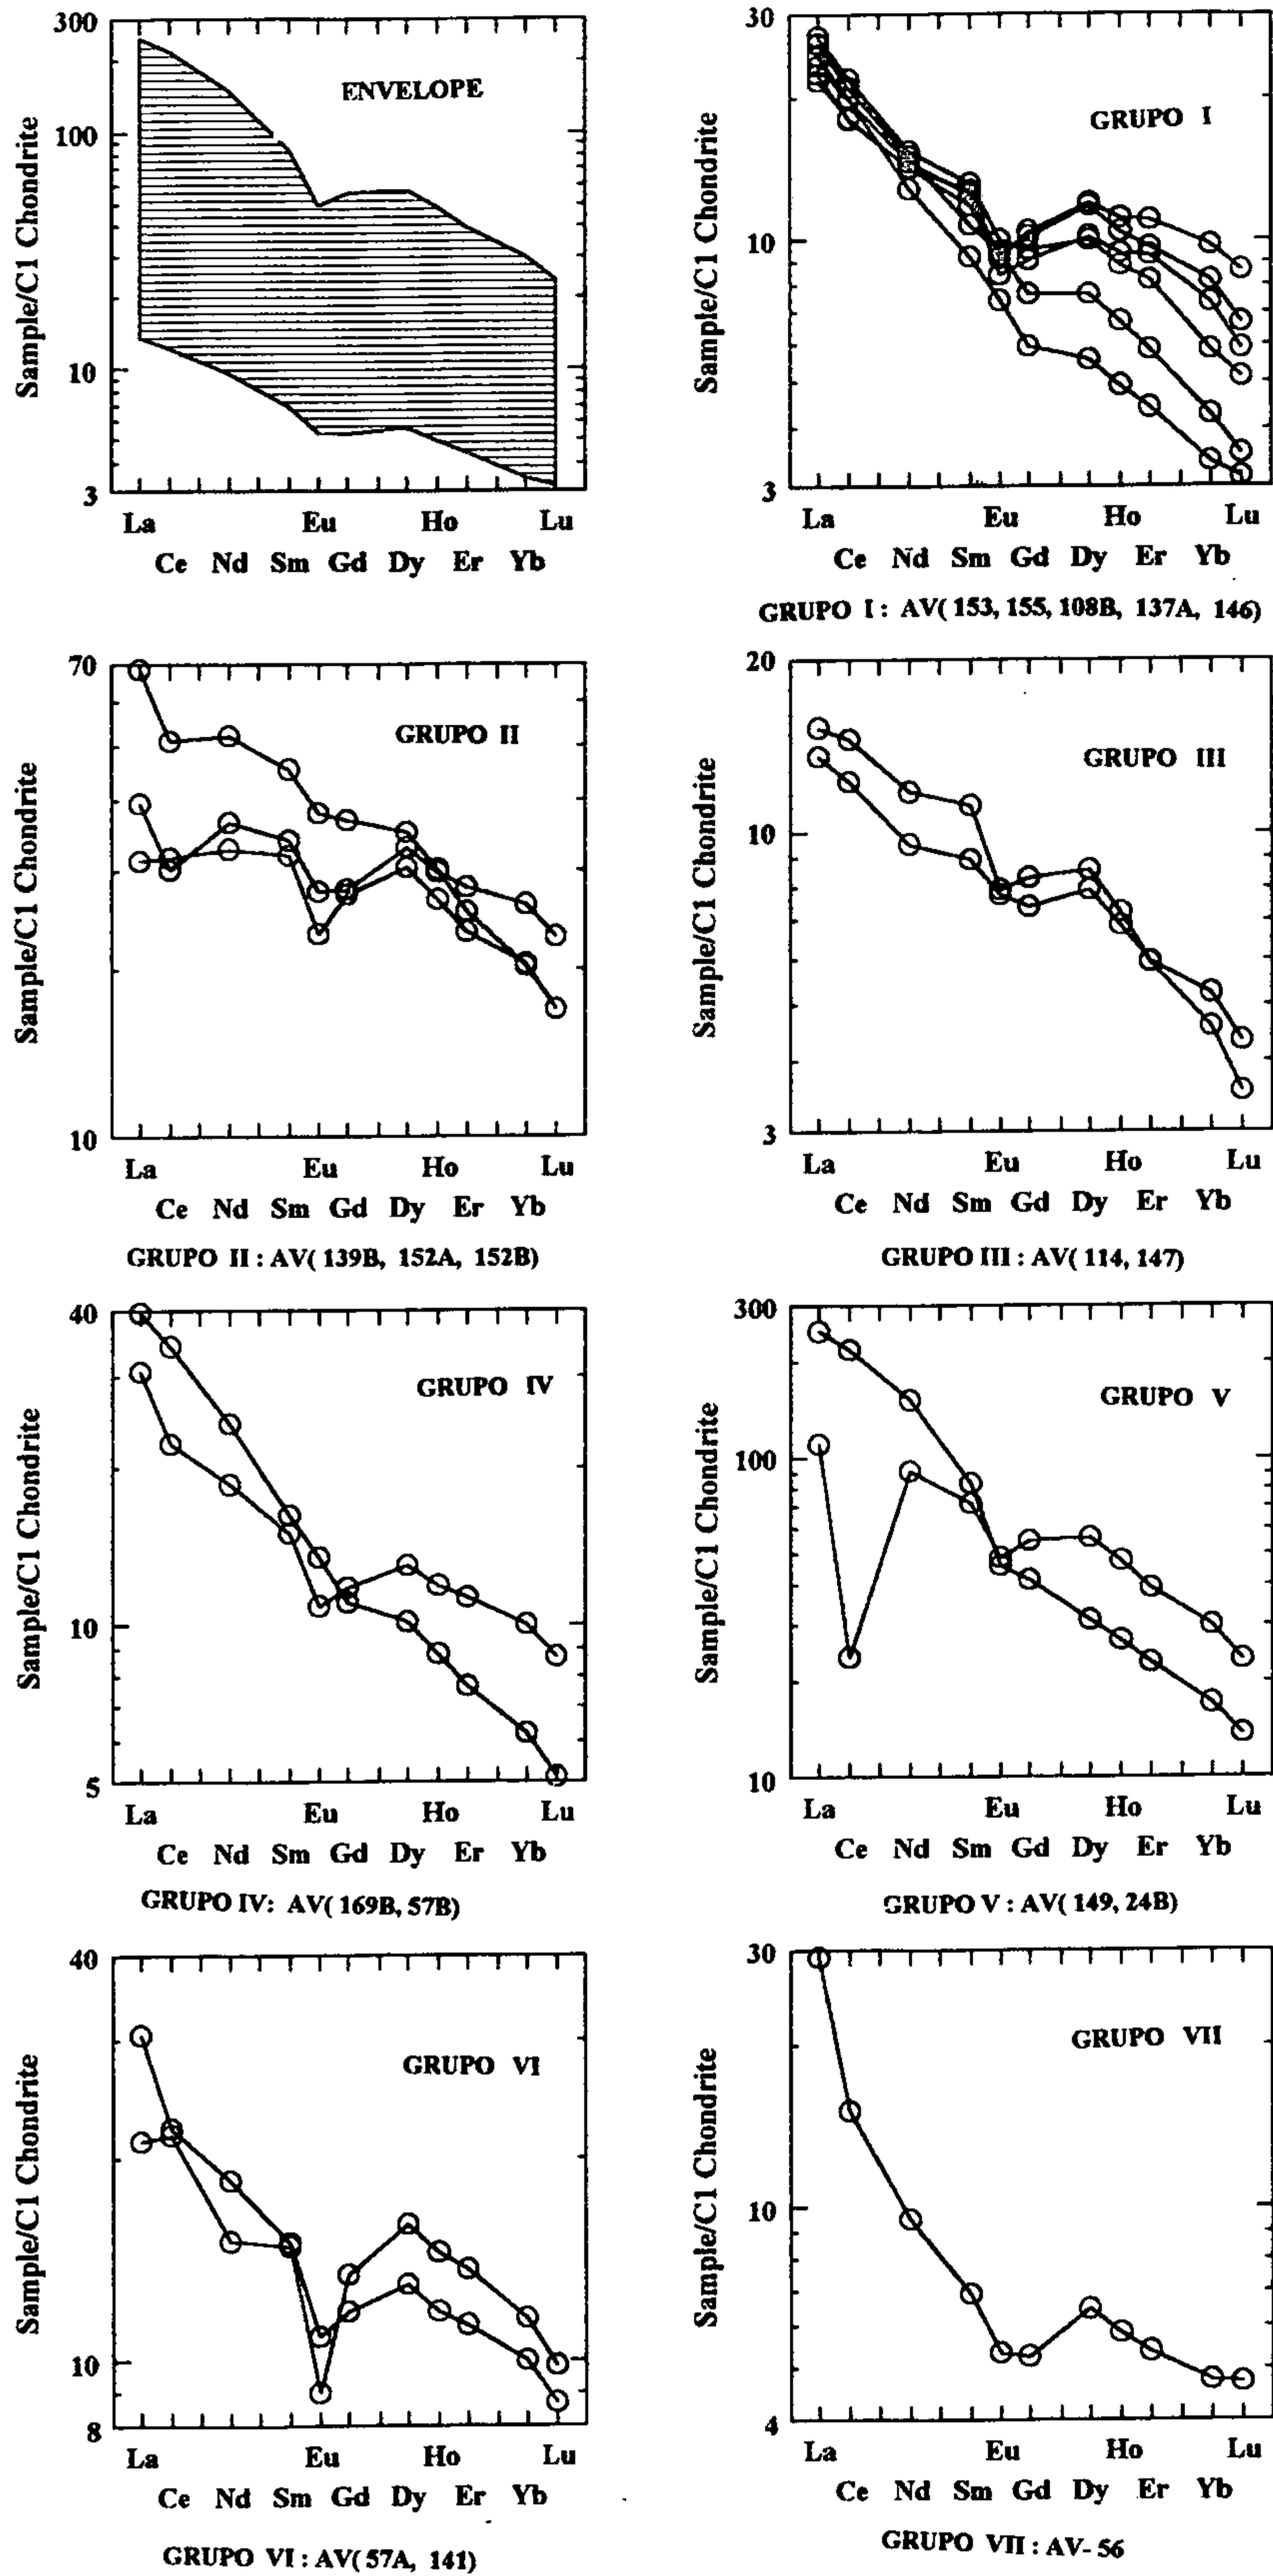 300
100
10
3
Sample/C1 Chondrite
ENVELOPE
La Eu Ho Lu
Ce Nd Sm Gd Dy Er Yb
30
10
3
Sample/C1 Chondrite
GRUPO I
La Eu Ho Lu
Ce Nd Sm Gd Dy Er Yb
GRUPO I : AV( 153, 155, 108B, 137A, 146)
70
10
Sample/C1 Chondrite
GRUPO II
La Eu Ho Lu
Ce Nd Sm Gd Dy Er Yb
GRUPO II : AV( 139B, 152A, 152B)
20
10
3
Sample/C1 Chondrite
GRUPO III
La Eu Ho Lu
Ce Nd Sm Gd Dy Er Yb
GRUPO III : AV( 114, 147)
40
10
5
Sample/C1 Chondrite
GRUPO IV
La Eu Ho Lu
Ce Nd Sm Gd Dy Er Yb
GRUPO IV: AV( 169B, 57B)
300
100
10
Sample/C1 Chondrite
GRUPO V
La Eu Ho Lu
Ce Nd Sm Gd Dy Er Yb
GRUPO V : AV( 149, 24B)
40
10
8
Sample/C1 Chondrite
GRUPO VI
La Eu Ho Lu
Ce Nd Sm Gd Dy Er Yb
GRUPO VI : AV( 57A, 141)
30
10
4
Sample/C1 Chondrite
GRUPO VII
La Eu Ho Lu
Ce Nd Sm Gd Dy Er Yb
GRUPO VII : AV- 56